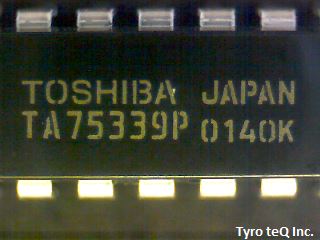 TOSHIBA JAPAN
TA75339P 0140K
Tyro teQ Inc.